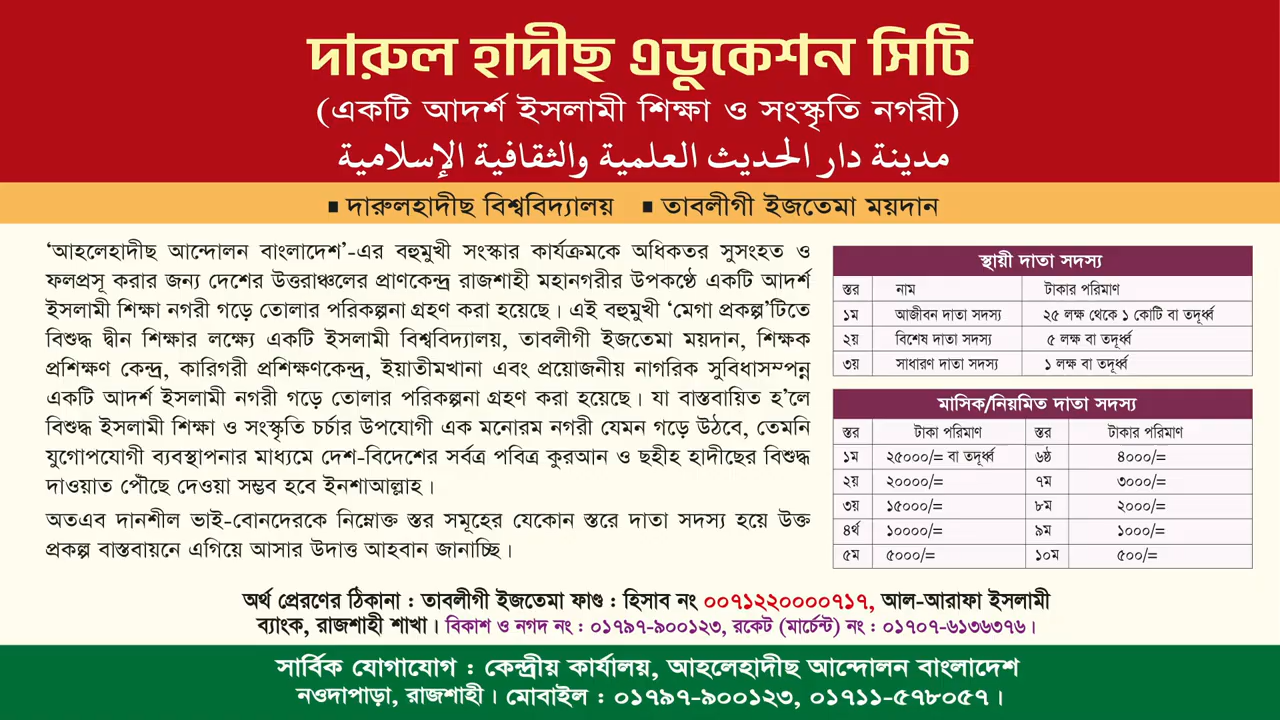 দারুল হাদীছ এডুকেশন সিটি
(একটি আদর্শ ইসলামী শিক্ষা ও সংস্কৃতি নগরী)
مدينة دار الحديث العلمية والثقافية الإسلامية
▪ দারুলহাদীছ বিশ্ববিদ্যালয় ▪ তাবলীগী ইজতেমা ময়দান
‘আহলেহাদীছ আন্দোলন বাংলাদেশ’-এর বহুমুখী সংস্কার কার্যক্রমকে অধিকতর সুসংহত ও
ফলপ্রসূ করার জন্য দেশের উত্তরাঞ্চলের প্রাণকেন্দ্র রাজশাহী মহানগরীর উপকণ্ঠে একটি আদর্শ
ইসলামী শিক্ষা নগরী গড়ে তোলার পরিকল্পনা গ্রহণ করা হয়েছে। এই বহুমুখী ‘মেগা প্রকল্প’টিতে
বিশুদ্ধ দ্বীন শিক্ষার লক্ষ্যে একটি ইসলামী বিশ্ববিদ্যালয়, তাবলীগী ইজতেমা ময়দান, শিক্ষক
প্রশিক্ষণ কেন্দ্র, কারিগরী প্রশিক্ষণকেন্দ্র, ইয়াতীমখানা এবং প্রয়োজনীয় নাগরিক সুবিধাসম্পন্ন
একটি আদর্শ ইসলামী নগরী গড়ে তোলার পরিকল্পনা গ্রহণ করা হয়েছে। যা বাস্তবায়িত হ’লে
বিশুদ্ধ ইসলামী শিক্ষা ও সংস্কৃতি চর্চার উপযোগী এক মনোরম নগরী যেমন গড়ে উঠবে, তেমনি
যুগোপযোগী ব্যবস্থাপনার মাধ্যমে দেশ-বিদেশের সর্বত্র পবিত্র কুরআন ও ছহীহ হাদীছের বিশুদ্ধ
দাওয়াত পৌঁছে দেওয়া সম্ভব হবে ইনশাআল্লাহ।
অতএব দানশীল ভাই-বোনদেরকে নিম্নোক্ত স্তর সমূহের যেকোন স্তরে দাতা সদস্য হয়ে উক্ত
প্রকল্প বাস্তবায়নে এগিয়ে আসার উদাত্ত আহবান জানাচ্ছি।
স্থায়ী দাতা সদস্য
স্তর নাম টাকার পরিমাণ
১ম আজীবন দাতা সদস্য ২৫ লক্ষ থেকে ১ কোটি বা তদূর্ধ্ব
২য় বিশেষ দাতা সদস্য ৫ লক্ষ বা তদূর্ধ্ব
৩য় সাধারণ দাতা সদস্য ১ লক্ষ বা তদূর্ধ্ব
মাসিক/নিয়মিত দাতা সদস্য
স্তর টাকা পরিমাণ স্তর টাকার পরিমাণ
১ম ২৫০০০/= বা তদূর্ধ্ব ৬ষ্ঠ ৪০০০/=
২য় ২০০০০/= ৭ম ৩০০০/=
৩য় ১৫০০০/= ৮ম ২০০০/=
৪র্থ ১০০০০/= ৯ম ১০০০/=
৫ম ৫০০০/= ১০ম ৫০০/=
অর্থ প্রেরণের ঠিকানা : তাবলীগী ইজতেমা ফাণ্ড : হিসাব নং ০০৭১২২০০০০৭১৭, আল-আরাফা ইসলামী
ব্যাংক, রাজশাহী শাখা। বিকাশ ও নগদ নং : ০১৭৯৭-৯০০১২৩, রকেট (মার্চেন্ট) নং : ০১৭০৭-৬১৩৬৩৭৬।
সার্বিক যোগাযোগ : কেন্দ্রীয় কার্যালয়, আহলেহাদীছ আন্দোলন বাংলাদেশ
নওদাপাড়া, রাজশাহী। মোবাইল : ০১৭৯৭-৯০০১২৩, ০১৭১১-৫৭৮০৫৭।